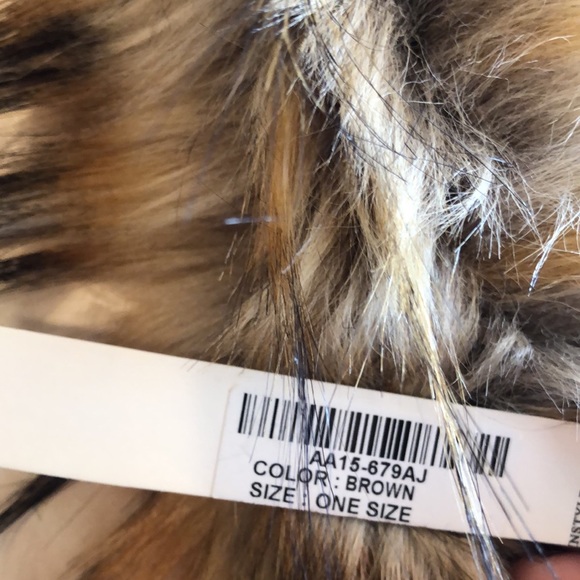 AA15-679AJ
COLOR : BROWN
SIZE : ONE SIZE